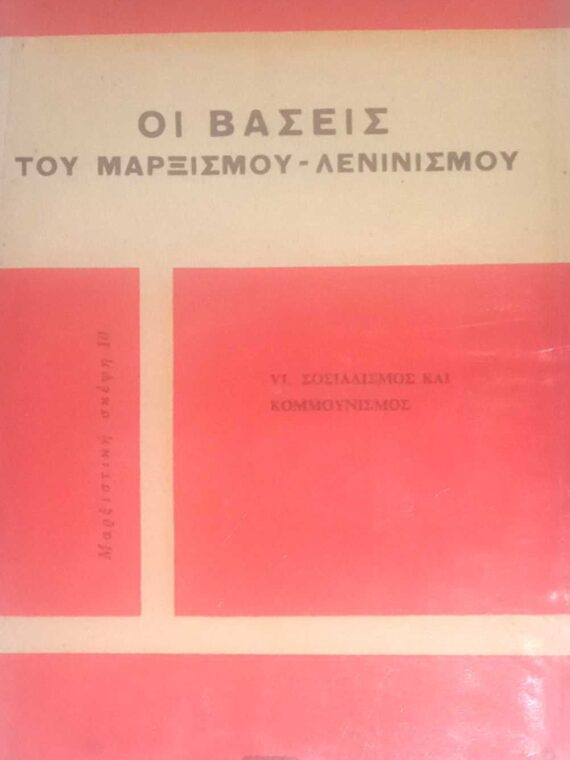 ΟΙ ΒΑΣΕΙΣ
ΤΟΥ ΜΑΡΞΙΣΜΟΥ-ΛΕΝΙΝΙΣΜΟΥ
Μαρξιστική σκέψη 10
VI. ΣΟΣΙΑΛΙΣΜΟΣ ΚΑΙ
ΚΟΜΜΟΥΝΙΣΜΟΣ